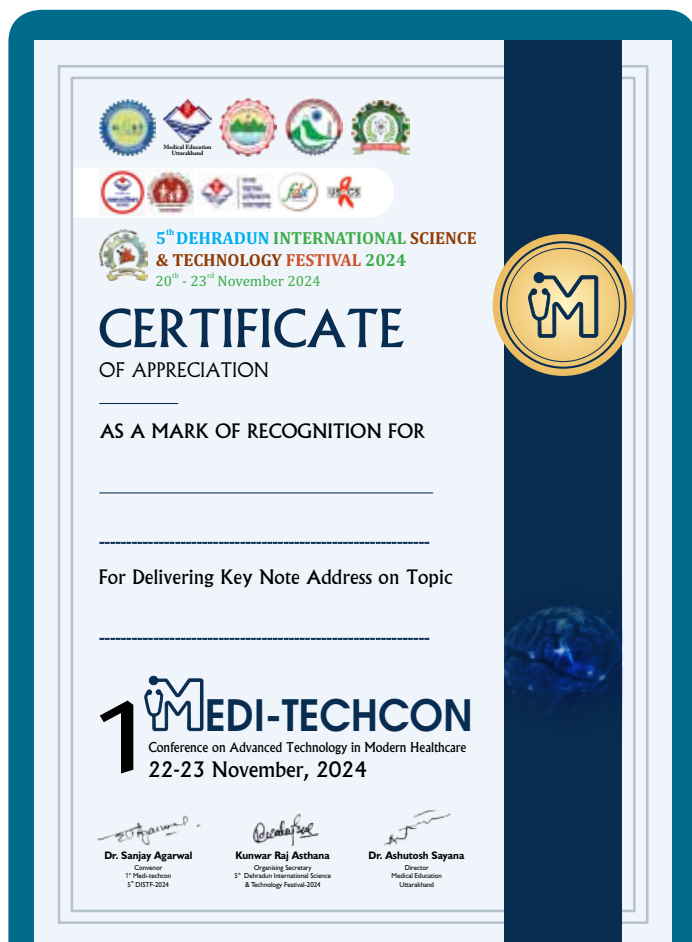 Medical Education
Uttarakhand
5th DEHRADUN INTERNATIONAL SCIENCE
& TECHNOLOGY FESTIVAL 2024
20th - 23rd November 2024
CERTIFICATE
OF APPRECIATION
AS A MARK OF RECOGNITION FOR
For Delivering Key Note Address on Topic
1 MEDI-TECHCON
Conference on Advanced Technology in Modern Healthcare
22-23 November, 2024
Dr. Sanjay Agarwal
Convenor
1st Medi-techcon
5th DISTF-2024
Kunwar Raj Asthana
Organising Secretary
5th Dehradun International Science
& Technology Festival-2024
Dr. Ashutosh Sayana
Director
Medical Education
Uttarakhand